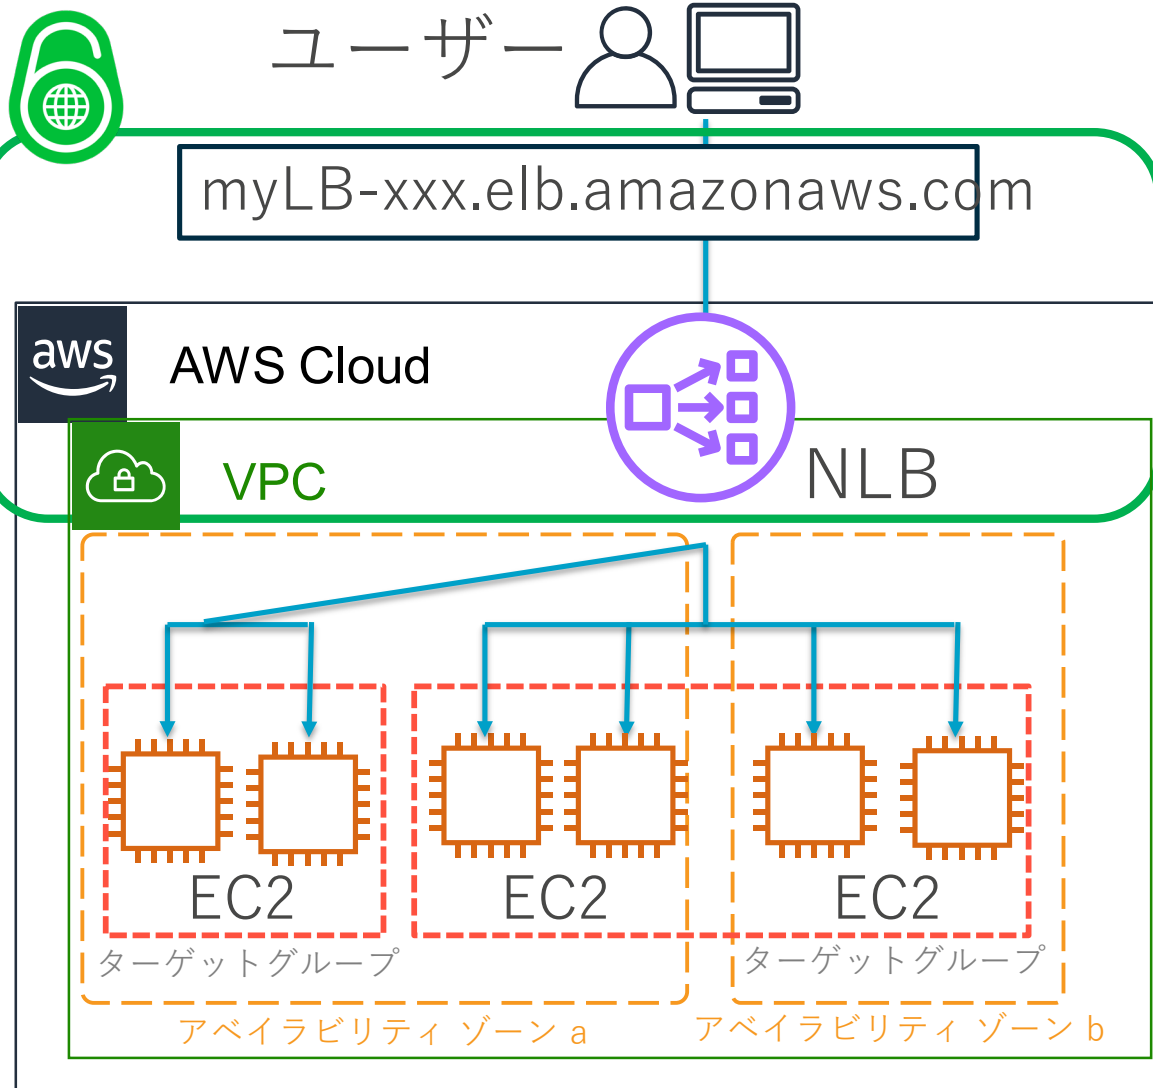 ユーザー
myLB-xxx.elb.amazonaws.com
aws
AWS Cloud
VPC
NLB
EC2
EC2
EC2
ターゲットグループ
ターゲットグループ
アベイラビリティ ゾーン a
アベイラビリティ ゾーン b